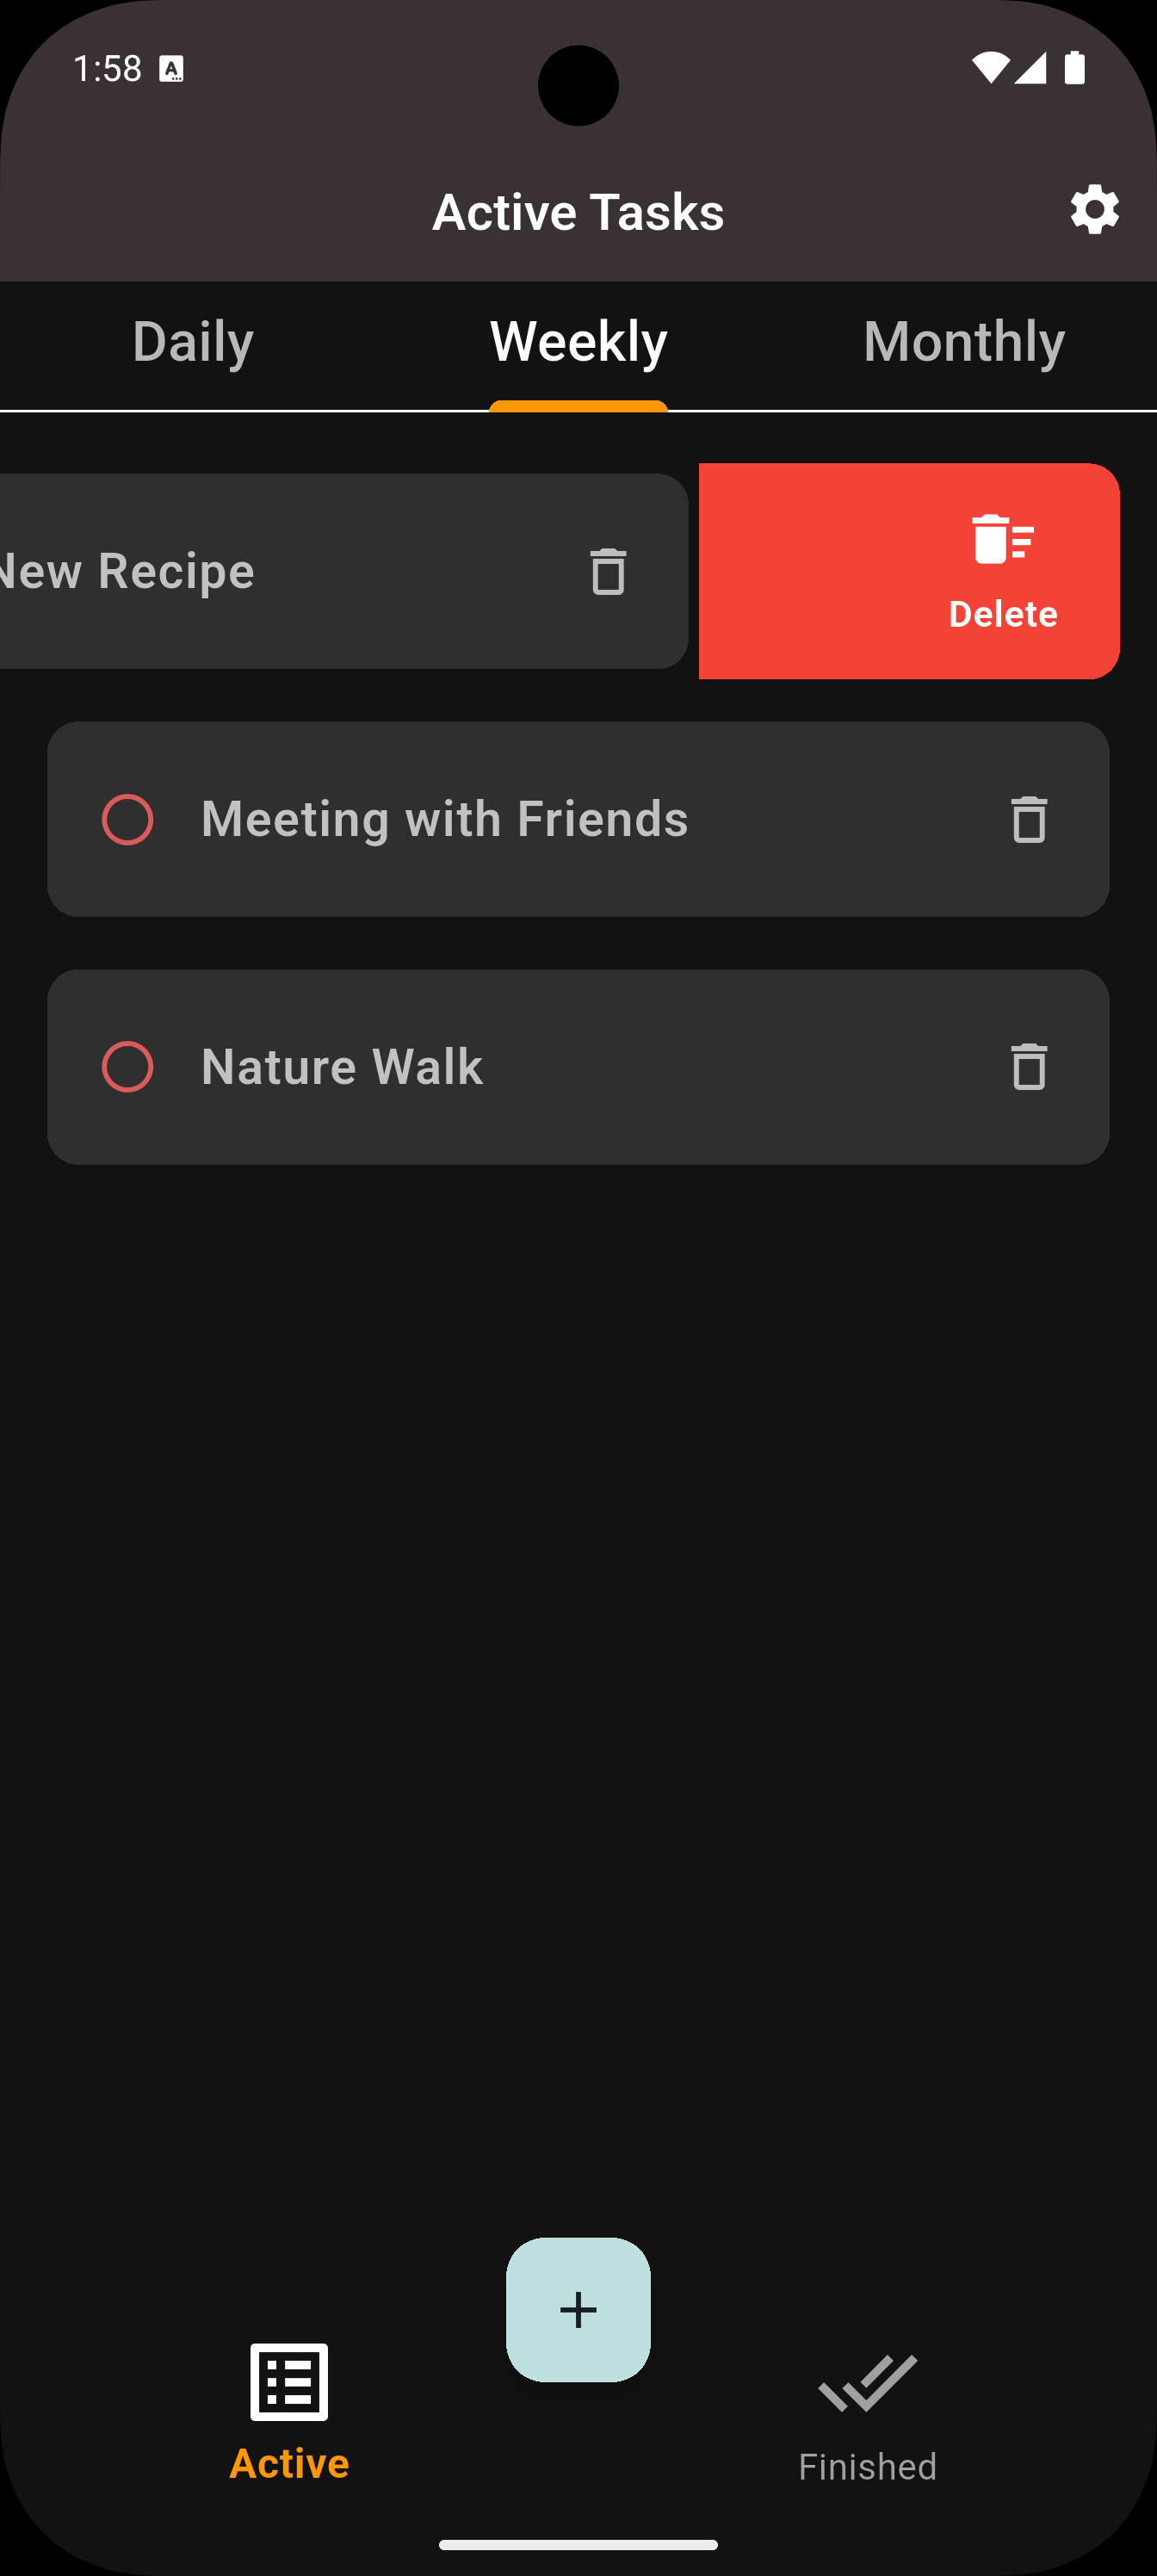 1:58
Active Tasks
Daily Weekly Monthly
New Recipe
Delete
Meeting with Friends
Nature Walk
Active
Finished